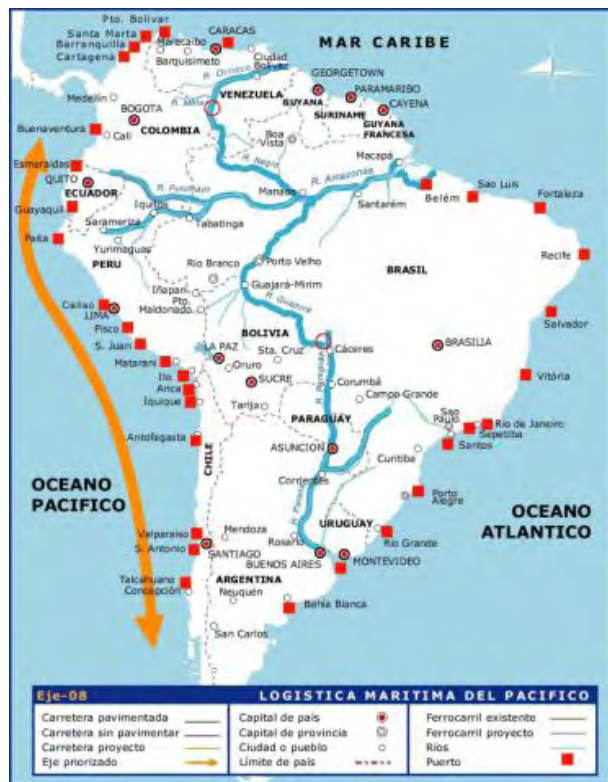 Pto. Bolivar
Santa Marta
Barranquilla
Cartagena
Maracaibo
Barquisimeto
CARACAS
MAR CARIBE
Ciudad
Bolivar
R. Orinoco
GEORGETOWN
PARAMARIBO
CAYENA
Medellin
BOGOTA
R. Meta
VENEZUELA
GUYANA
SURINAME
GUYANA
FRANCESA
Buenaventura
Cali
COLOMBIA
Boa
Vista
Macapá
Esmeraldas
QUITO
ECUADOR
R. Putumayo
R. Negro
R. Amazonas
Manaos
Santarém
Belém
Sao Luis
Fortaleza
Guayaquil
Iquitos
Sarameriza
Tabatinga
Paita
Yurimaguas
PERU
Rio Branco
Porto Velho
BRASIL
Recife
Iñapari
Pto.
Maldonado
Guajará-Mirim
R. Guaporé
Callao
LIMA
Pisco
S. Juan
BOLIVIA
Salvador
LA PAZ
Sta. Cruz
Cáceres
BRASILIA
Matarani
Oruro
Ilo
Arica
SUCRE
R. Paraguay
Corumbá
Vitória
Iquique
Tarija
Campo Grande
PARAGUAY
Sao
Paulo
Rio de Janeiro
Sepetiba
Santos
Antofagasta
ASUNCION
Curitiba
CHILE
Corrientes
OCEANO
PACIFICO
R. Paraná
Porto
Alegre
OCEANO
ATLANTICO
URUGUAY
Valparaiso
Mendoza
Rosario
Rio Grande
S. Antonio
SANTIAGO
BUENOS AIRES
MONTEVIDEO
Talcahuano
Concepción
ARGENTINA
Neuquén
Bahia Blanca
San Carlos
Eje-08
LOGISTICA MARITIMA DEL PACIFICO
Carretera pavimentada
Carretera sin pavimentar
Carretera proyecto
Eje priorizado
Capital de país
Capital de provincia
Ciudad o pueblo
Límite de país
Ferrocarril existente
Ferrocarril proyecto
Ríos
Puerto